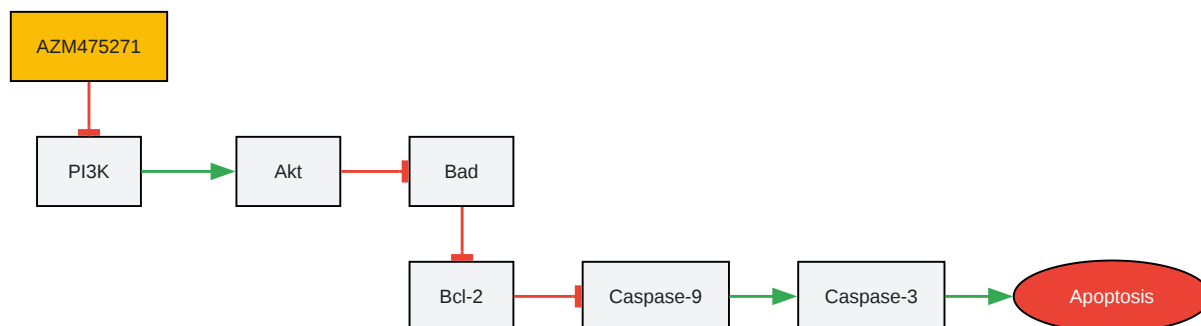 AZM475271
PI3K
Akt
Bad
Bcl-2
Caspase-9
Caspase-3
Apoptosis